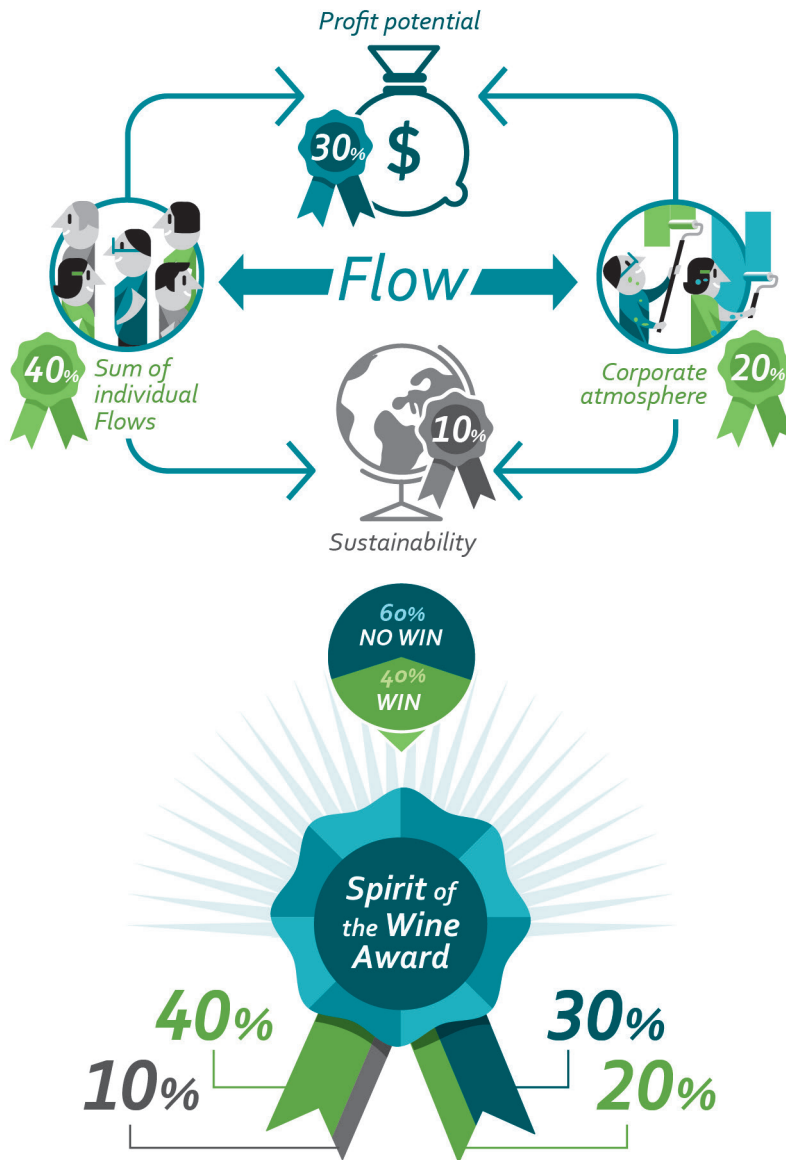 Profit potential
30%
$
Flow
40%
Sum of
individual
Flows
Corporate
atmosphere
20%
10%
Sustainability
60%
NO WIN
40%
WIN
Spirit of
the Wine
Award
40%
30%
10%
20%